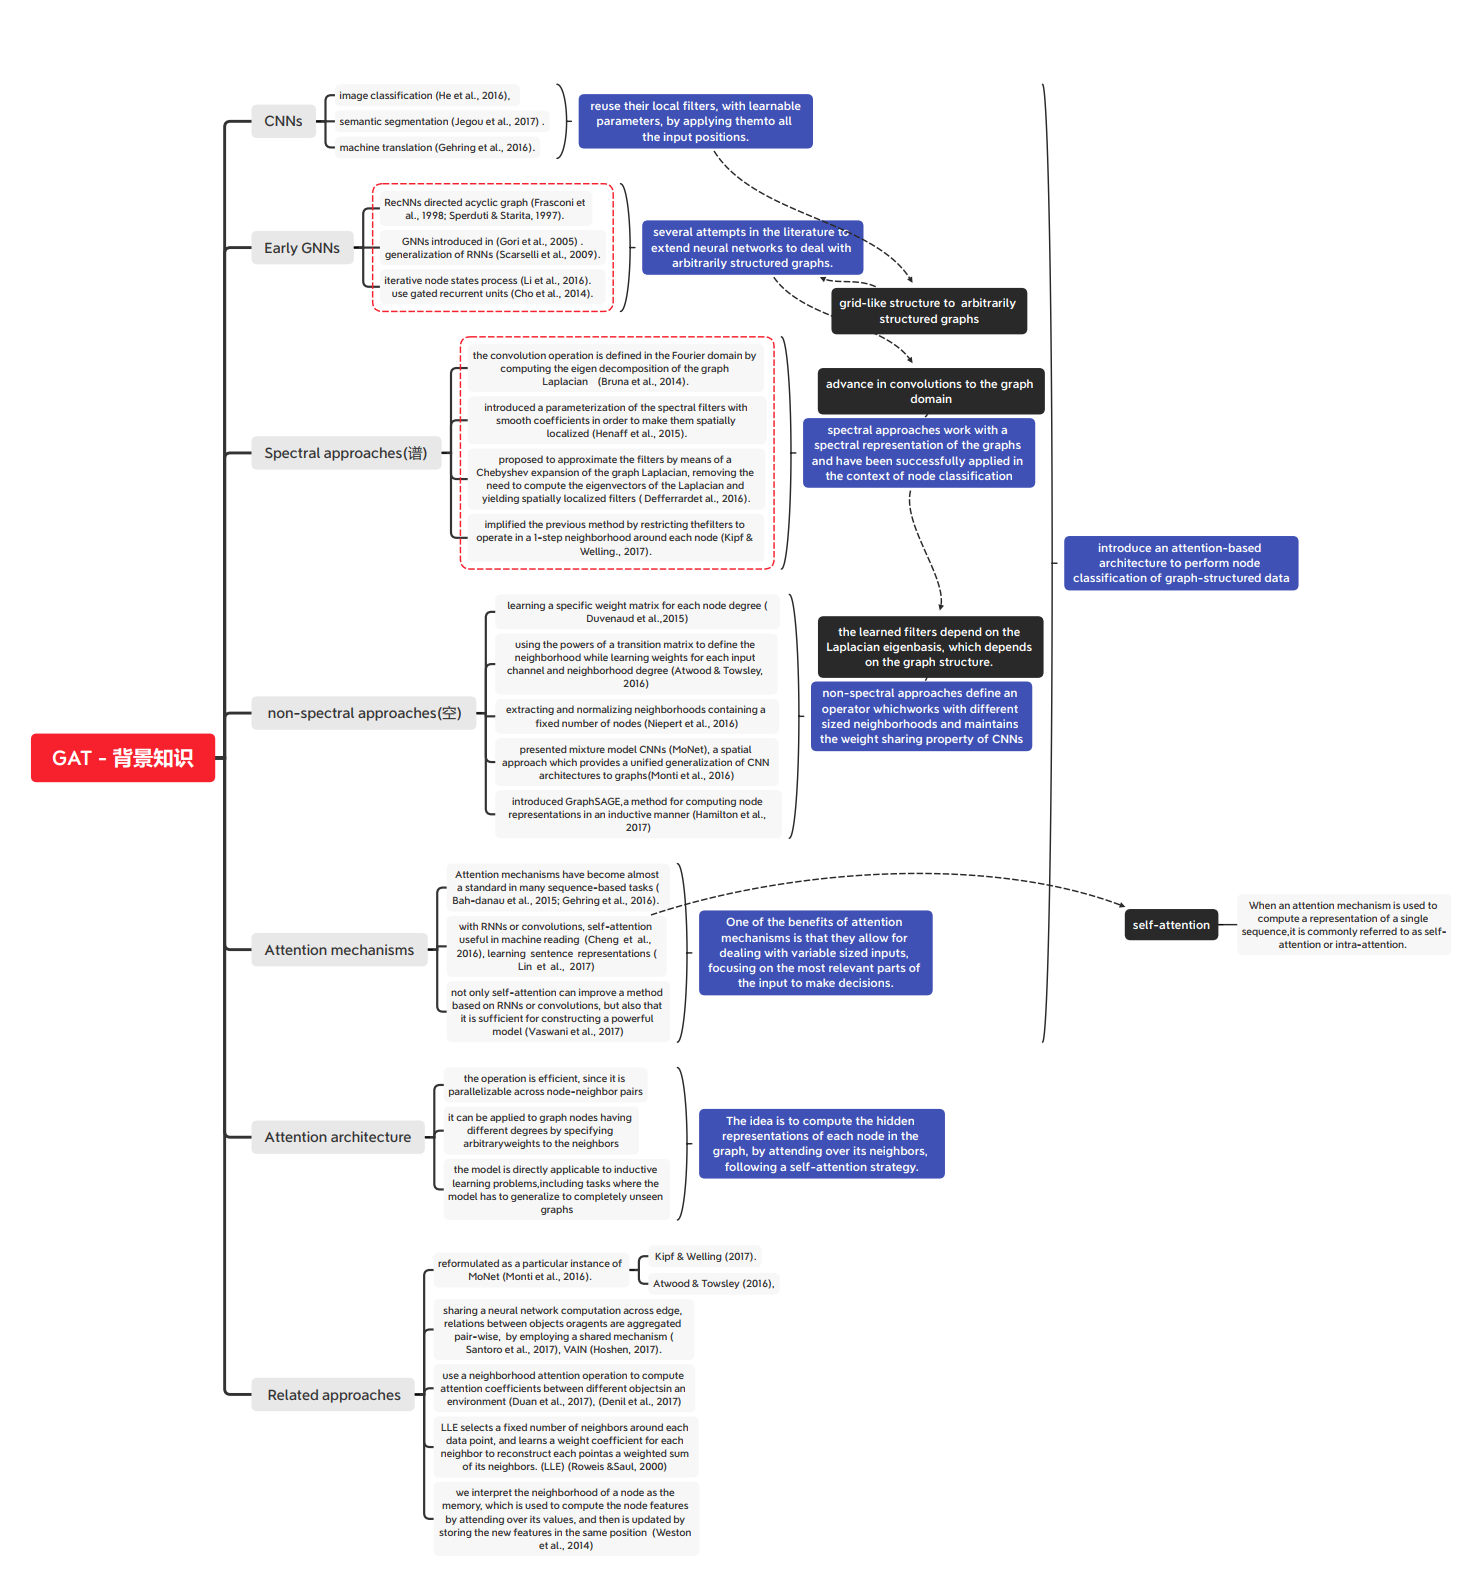 GAT - 背景知识
CNNs
image classification (He et al., 2016),
semantic segmentation (Jegou et al., 2017) .
machine translation (Gehring et al., 2016).
reuse their local filters, with learnable
parameters, by applying themto all
the input positions.
Early GNNs
RecNNs directed acyclic graph (Frasconi et
al., 1998; Sperduti & Starita, 1997).
GNNs introduced in (Gori et al., 2005) .
generalization of RNNs (Scarselli et al., 2009).
iterative node states process (Li et al., 2016).
use gated recurrent units (Cho et al., 2014).
several attempts in the literature to
extend neural networks to deal with
arbitrarily structured graphs.
grid-like structure to arbitrarily
structured graphs
Spectral approaches(谱)
the convolution operation is defined in the Fourier domain by
computing the eigen decomposition of the graph
Laplacian (Bruna et al., 2014).
introduced a parameterization of the spectral filters with
smooth coefficients in order to make them spatially
localized (Henaff et al., 2015).
proposed to approximate the filters by means of a
Chebyshev expansion of the graph Laplacian, removing the
need to compute the eigenvectors of the Laplacian and
yielding spatially localized filters ( Defferrardet al., 2016).
implified the previous method by restricting thefilters to
operate in a 1-step neighborhood around each node (Kipf &
Welling., 2017).
advance in convolutions to the graph
domain
spectral approaches work with a
spectral representation of the graphs
and have been successfully applied in
the context of node classification
introduce an attention-based
architecture to perform node
classification of graph-structured data
non-spectral approaches(空)
learning a specific weight matrix for each node degree (
Duvenaud et al.,2015)
using the powers of a transition matrix to define the
neighborhood while learning weights for each input
channel and neighborhood degree (Atwood & Towsley,
2016)
extracting and normalizing neighborhoods containing a
fixed number of nodes (Niepert et al., 2016)
presented mixture model CNNs (MoNet), a spatial
approach which provides a unified generalization of CNN
architectures to graphs(Monti et al., 2016)
introduced GraphSAGE,a method for computing node
representations in an inductive manner (Hamilton et al.,
2017)
the learned filters depend on the
Laplacian eigenbasis, which depends
on the graph structure.
non-spectral approaches define an
operator whichworks with different
sized neighborhoods and maintains
the weight sharing property of CNNs
Attention mechanisms
Attention mechanisms have become almost
a standard in many sequence-based tasks (
Bah-danau et al., 2015; Gehring et al., 2016).
with RNNs or convolutions, self-attention
useful in machine reading (Cheng et al.,
2016), learning sentence representations (
Lin et al., 2017)
not only self-attention can improve a method
based on RNNs or convolutions, but also that
it is sufficient for constructing a powerful
model (Vaswani et al., 2017)
One of the benefits of attention
mechanisms is that they allow for
dealing with variable sized inputs,
focusing on the most relevant parts of
the input to make decisions.
self-attention
When an attention mechanism is used to
compute a representation of a single
sequence,it is commonly referred to as self-
attention or intra-attention.
Attention architecture
the operation is efficient, since it is
parallelizable across node-neighbor pairs
it can be applied to graph nodes having
different degrees by specifying
arbitraryweights to the neighbors
the model is directly applicable to inductive
learning problems,including tasks where the
model has to generalize to completely unseen
graphs
The idea is to compute the hidden
representations of each node in the
graph, by attending over its neighbors,
following a self-attention strategy.
Related approaches
reformulated as a particular instance of
MoNet (Monti et al., 2016).
Kipf & Welling (2017).
Atwood & Towsley (2016),
sharing a neural network computation across edge,
relations between objects oragents are aggregated
pair-wise, by employing a shared mechanism (
Santoro et al., 2017), VAIN (Hoshen, 2017).
use a neighborhood attention operation to compute
attention coefficients between different objectsin an
environment (Duan et al., 2017), (Denil et al., 2017)
LLE selects a fixed number of neighbors around each
data point, and learns a weight coefficient for each
neighbor to reconstruct each pointas a weighted sum
of its neighbors. (LLE) (Roweis &Saul, 2000)
we interpret the neighborhood of a node as the
memory, which is used to compute the node features
by attending over its values, and then is updated by
storing the new features in the same position (Weston
et al., 2014)